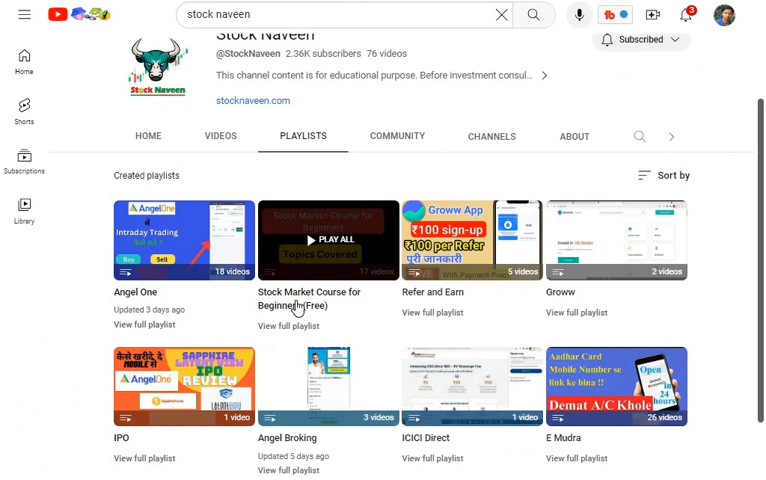 stock naveen
3
Stock Naveen
@StockNaveen 2.36K subscribers 76 videos
Subscribed
This channel content is for educational purpose. Before investment consul...
stocknaveen.com
Stock Naveen
Home
Shorts
Subscriptions
Library
HOME VIDEOS PLAYLISTS COMMUNITY CHANNELS ABOUT
Created playlists
Sort by
AngelOne
में
Intraday Trading
कैसे करें ?
Buy Sell
18 videos
Stock Market Course for
Beginners
PLAY ALL
Topics Covered
17 videos
Groww App
₹100 sign-up
₹100 per Refer
पूरी जानकारी
LIVE With Payment
5 videos
2 videos
Angel One
Updated 3 days ago
View full playlist
Stock Market Course for
Beginners (Free)
View full playlist
Refer and Earn
View full playlist
Groww
View full playlist
कैसे खरीदे, बेचे
MOBILE से
SAPPHIRE
LATENT VIEW
IPO
REVIEW
AngelOne
1 video
3 videos
1 video
Aadhar Card
Mobile Number se
link ke bina !!
Open
in 24
hours
Demat A/C Khole
26 videos
IPO
View full playlist
Angel Broking
Updated 5 days ago
View full playlist
ICICI Direct
View full playlist
E Mudra
View full playlist